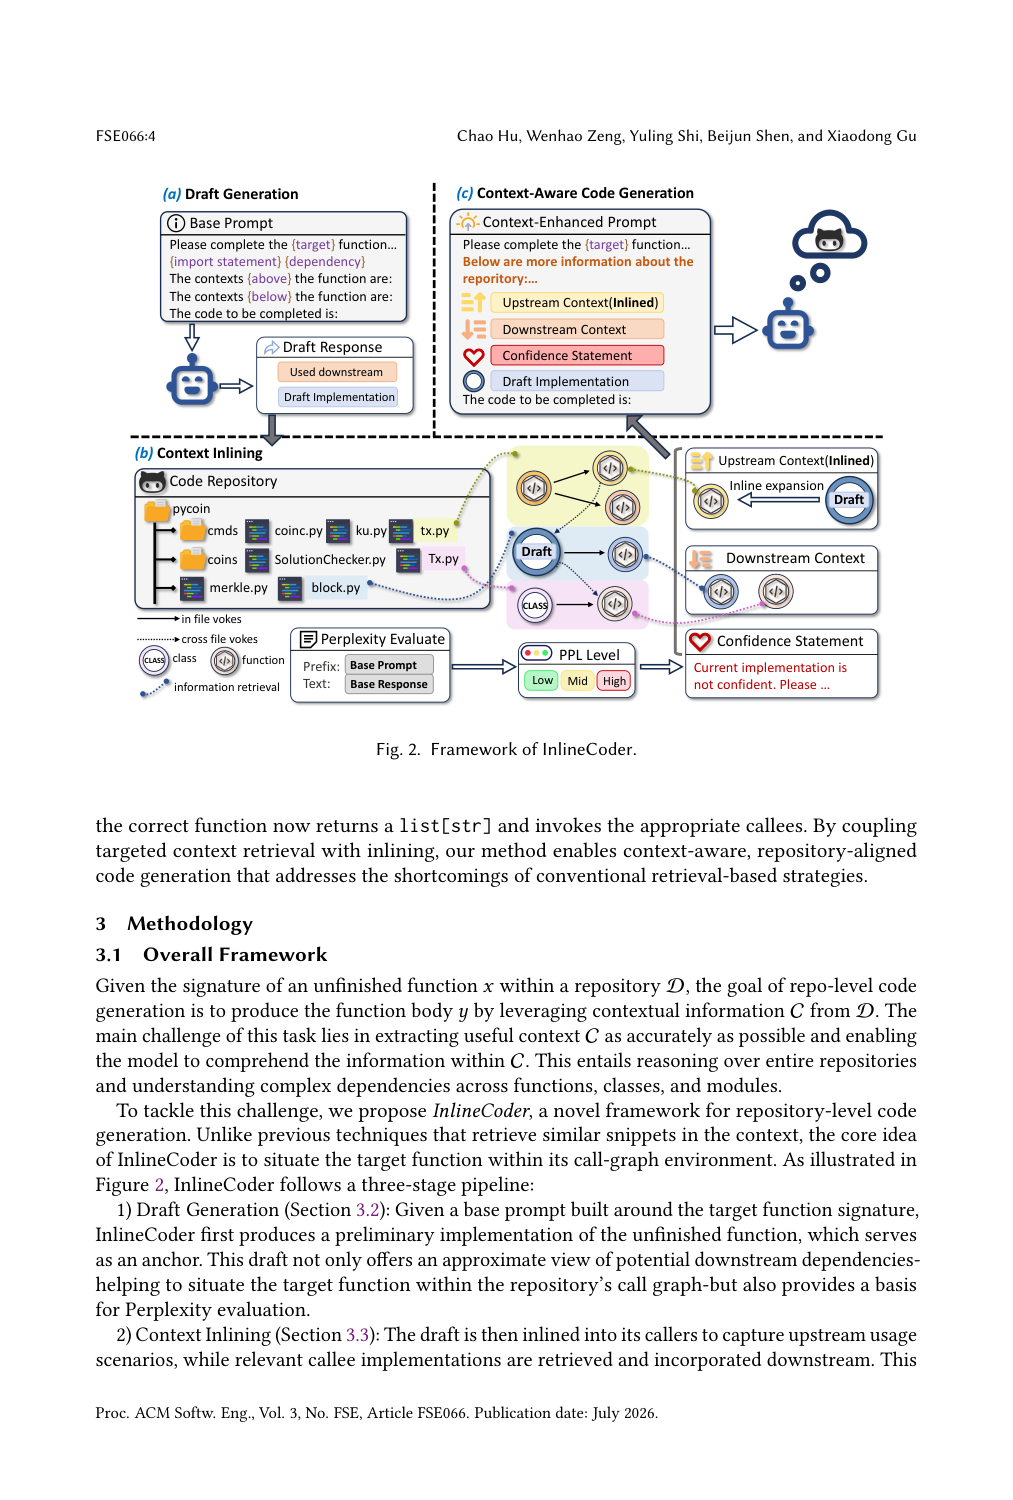 FSE066:4
Chao Hu, Wenhao Zeng, Yuling Shi, Beijun Shen, and Xiaodong Gu
(a) Draft Generation
Base Prompt
Please complete the {target} function...
{import statement} {dependency}
The contexts {above} the function are:
The contexts {below} the function are:
The code to be completed is:
Draft Response
Used downstream
Draft Implementation
(c) Context-Aware Code Generation
Context-Enhanced Prompt
Please complete the {target} function...
Below are more information about the
reporitory:...
Upstream Context(Inlined)
Downstream Context
Confidence Statement
Draft Implementation
The code to be completed is:
(b) Context Inlining
Code Repository
pycoin
cmds
coinc.py
ku.py
tx.py
coins
SolutionChecker.py
Tx.py
merkle.py
block.py
in file vokes
cross file vokes
CLASS
class
function
information retrieval
Perplexity Evaluate
Prefix: Base Prompt
Text: Base Response
Draft
CLASS
PPL Level
Low
Mid
High
Upstream Context(Inlined)
Inline expansion
Draft
Downstream Context
Confidence Statement
Current implementation is
not confident. Please ...
Fig. 2. Framework of InlineCoder.
the correct function now returns a list[str] and invokes the appropriate callees. By coupling
targeted context retrieval with inlining, our method enables context-aware, repository-aligned
code generation that addresses the shortcomings of conventional retrieval-based strategies.
3 Methodology
3.1 Overall Framework
Given the signature of an unfinished function x within a repository D, the goal of repo-level code
generation is to produce the function body y by leveraging contextual information C from D. The
main challenge of this task lies in extracting useful context C as accurately as possible and enabling
the model to comprehend the information within C. This entails reasoning over entire repositories
and understanding complex dependencies across functions, classes, and modules.
To tackle this challenge, we propose InlineCoder, a novel framework for repository-level code
generation. Unlike previous techniques that retrieve similar snippets in the context, the core idea
of InlineCoder is to situate the target function within its call-graph environment. As illustrated in
Figure 2, InlineCoder follows a three-stage pipeline:
1) Draft Generation (Section 3.2): Given a base prompt built around the target function signature,
InlineCoder first produces a preliminary implementation of the unfinished function, which serves
as an anchor. This draft not only offers an approximate view of potential downstream dependencies-
helping to situate the target function within the repository's call graph-but also provides a basis
for Perplexity evaluation.
2) Context Inlining (Section 3.3): The draft is then inlined into its callers to capture upstream usage
scenarios, while relevant callee implementations are retrieved and incorporated downstream. This
Proc. ACM Softw. Eng., Vol. 3, No. FSE, Article FSE066. Publication date: July 2026.